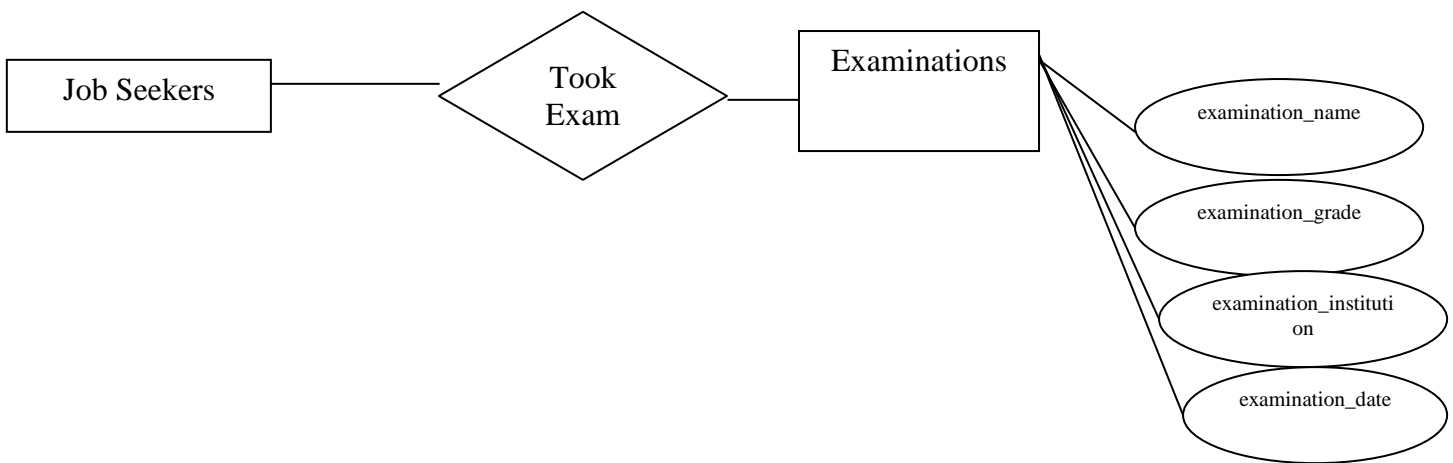 Job Seekers
Took
Exam
Examinations
examination_name
examination_grade
examination_instituti
on
examination_date